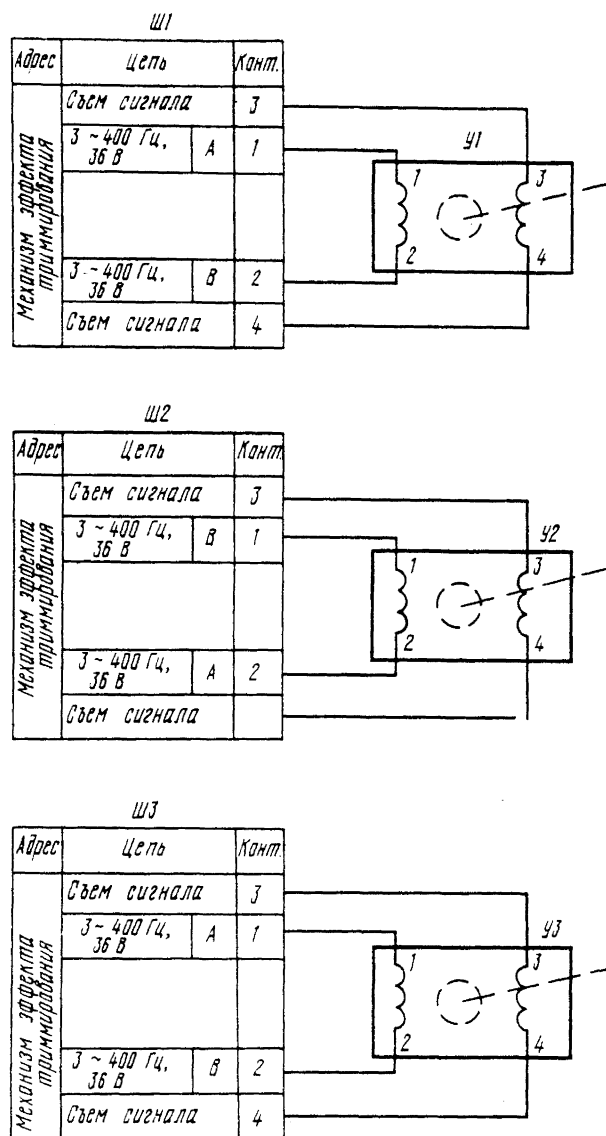 Ш1
Адрес Цепь Конт.
Механизм эффекта
триммирования
Съем сигнала 3
3 ~ 400 Гц,
36 В А 1
3 ~ 400 Гц,
36 В В 2
Съем сигнала 4
У1
1 3
2 4
Ш2
Адрес Цепь Конт
Механизм эффекта
триммирования
Съем сигнала 3
3 ~ 400 Гц,
36 В В 1
3 ~ 400 Гц,
36 В А 2
Съем сигнала
У2
1 3
2 4
Ш3
Адрес Цепь Конт.
Механизм эффекта
триммирования
Съем сигнала 3
3 ~ 400 Гц,
36 В А 1
3 ~ 400 Гц,
36 В В 2
Съем сигнала 4
У3
1 3
2 4